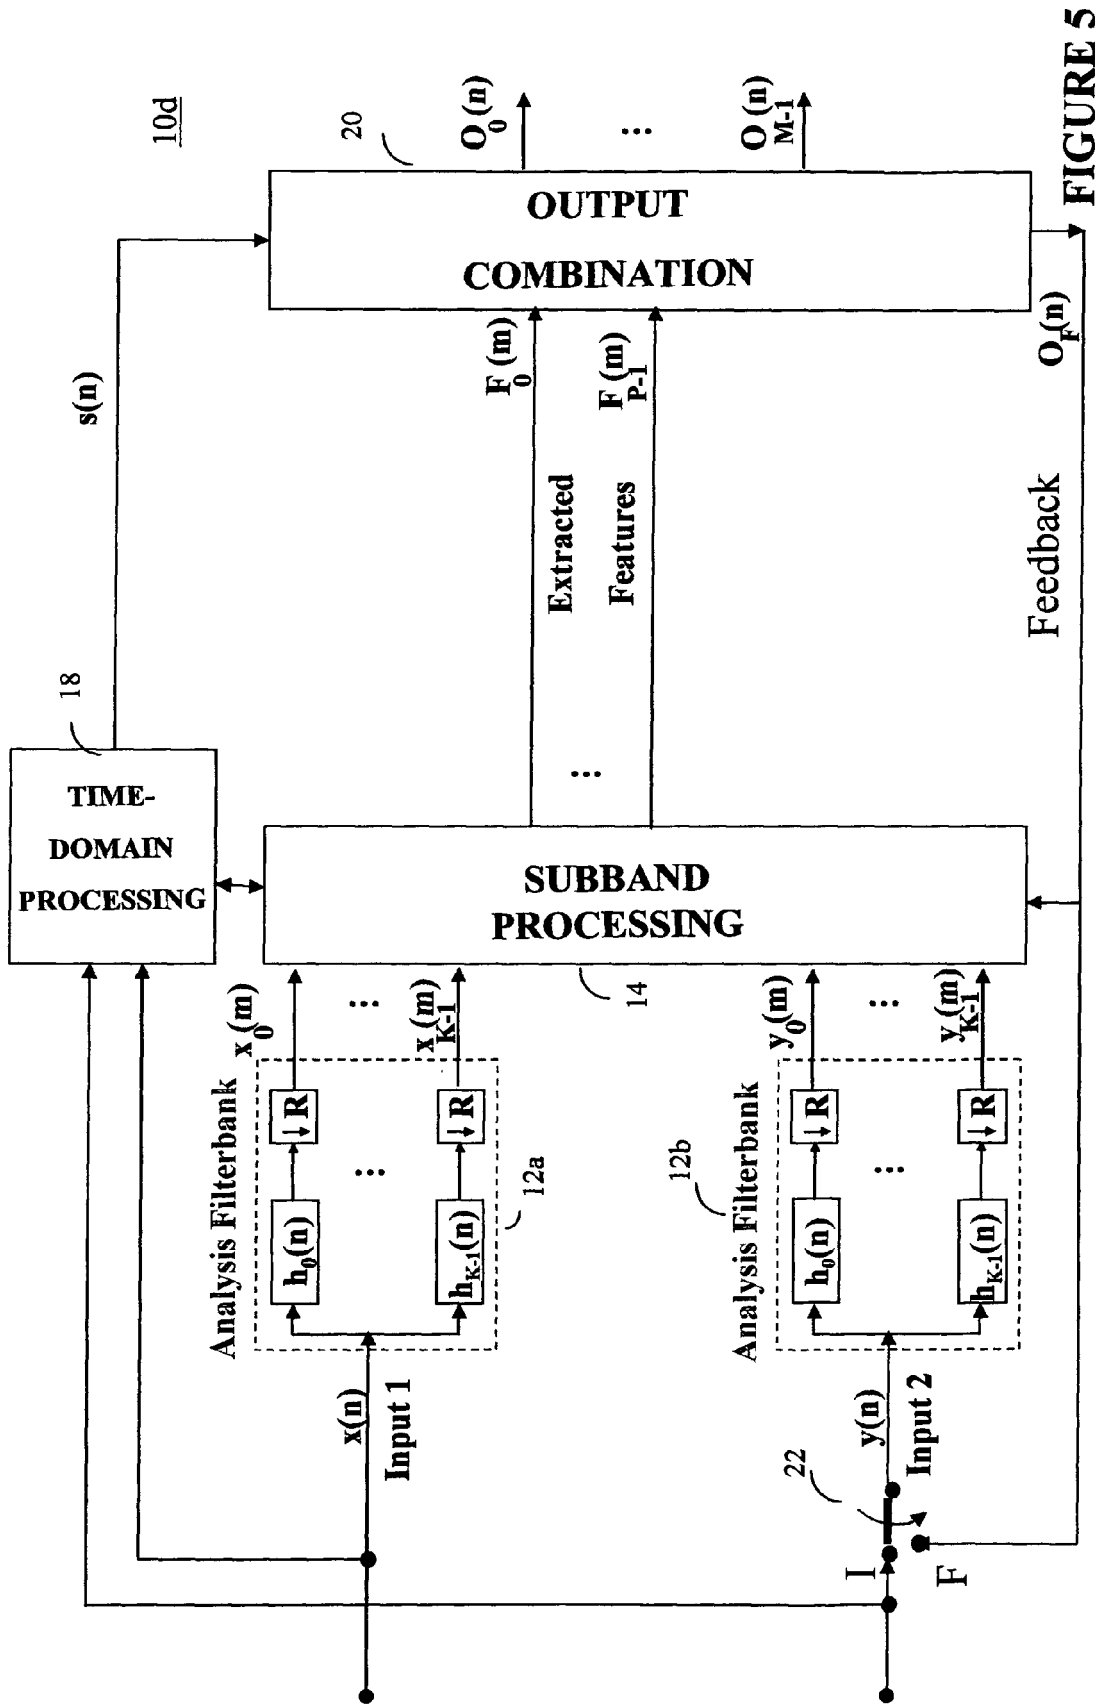 10d
TIME-
DOMAIN
PROCESSING
18
s(n)
20
Analysis Filterbank
h0(n)
↓R
x0(m)
...
...
hK-1(n)
↓R
xK-1(m)
12a
x(n)
Input 1
SUBBAND
PROCESSING
14
F0(m)
Extracted
...
Features
FP-1(m)
OUTPUT
COMBINATION
O0(n)
...
OM-1(n)
12b
Analysis Filterbank
h0(n)
↓R
y0(m)
...
...
hK-1(n)
↓R
yK-1(m)
y(n)
Input 2
22
I
F
Feedback
OF(n)
FIGURE 5